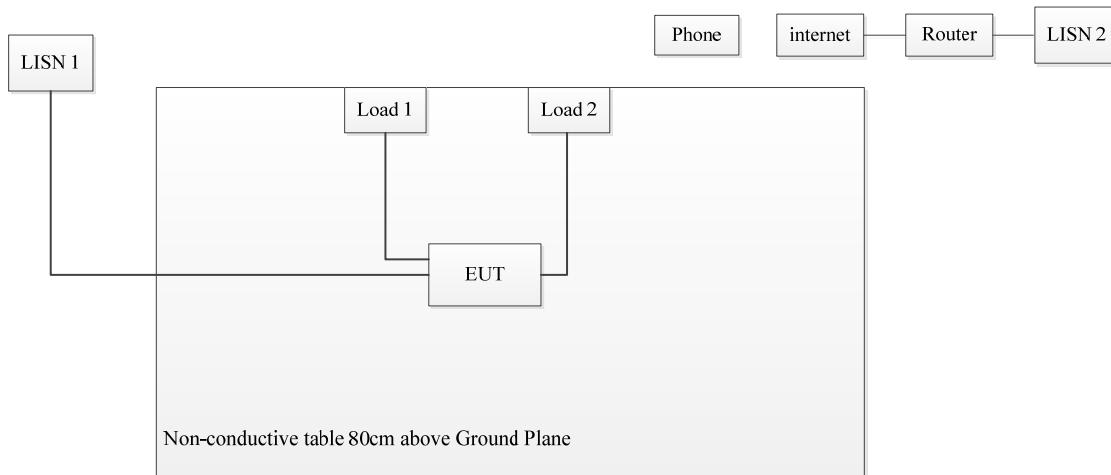 LISN 1
Phone
internet
Router
LISN 2
Load 1
Load 2
EUT
Non-conductive table 80cm above Ground Plane